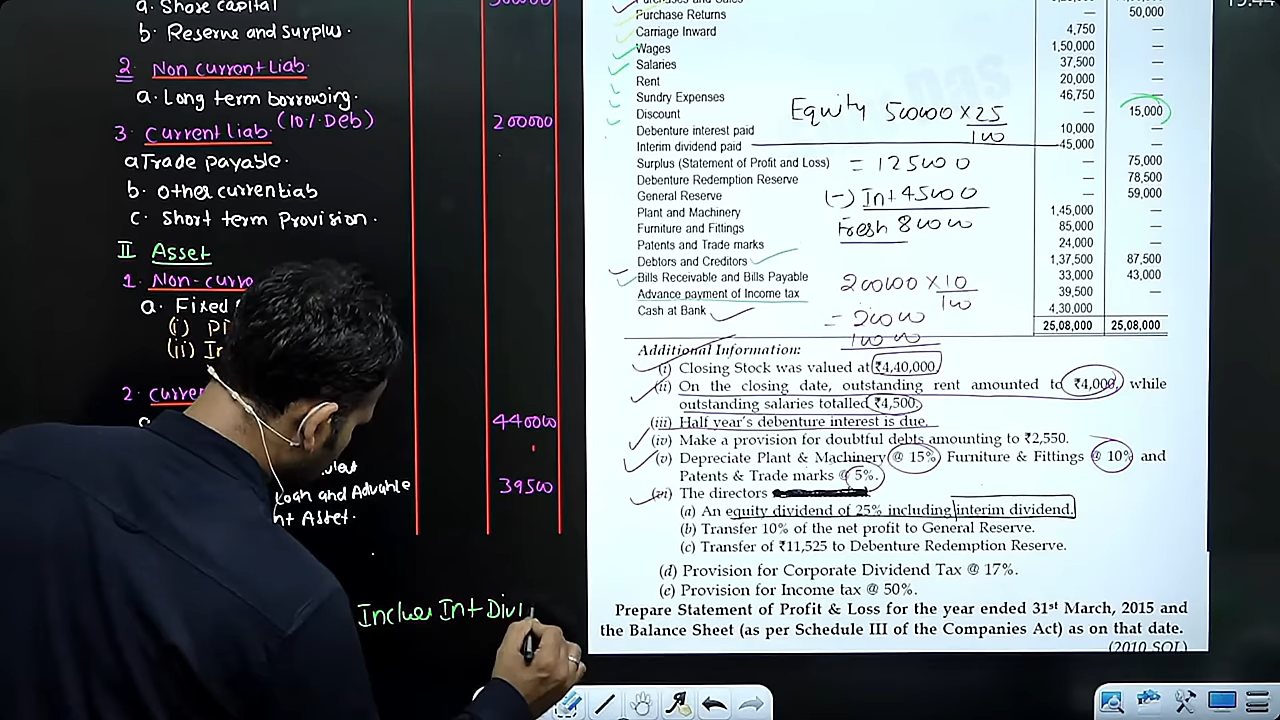 a. Share capital
b. Reserve and surplus.
2 Non current Liab.
a. Long term borrowing.
3 Current liab. (10% Deb) 200000
a Trade payable.
b. other current liab
c. Short term Provision.
II Asset
1. Non-curre
a. Fixed
(i) Pl
(ii) In
2. Curre
440000
Loan and Advance 39500
nt Asset.
Inclues Int Divi
Purchase Returns — 50,000
Carriage Inward 4,750 —
Wages 1,50,000 —
Salaries 37,500 —
Rent 20,000 —
Sundry Expenses 46,750 —
Discount — 15,000
Debenture interest paid 10,000 —
Interim dividend paid 45,000 —
Surplus (Statement of Profit and Loss) — 75,000
Debenture Redemption Reserve — 78,500
General Reserve — 59,000
Plant and Machinery 1,45,000 —
Furniture and Fittings 85,000 —
Patents and Trade marks 24,000 —
Debtors and Creditors 1,37,500 87,500
Bills Receivable and Bills Payable 33,000 43,000
Advance payment of Income tax 39,500 —
Cash at Bank 4,30,000
25,08,000 25,08,000
Equity 500000 × 25
100
= 125000
(-) Int 45000
Fresh 80000
200000 × 10
100
= 20000
10000
Additional Information:
(i) Closing Stock was valued at ₹4,40,000.
(ii) On the closing date, outstanding rent amounted to ₹4,000, while
outstanding salaries totalled ₹4,500.
(iii) Half year's debenture interest is due.
(iv) Make a provision for doubtful debts amounting to ₹2,550.
(v) Depreciate Plant & Machinery @ 15% Furniture & Fittings @ 10% and
Patents & Trade marks @ 5%.
(vi) The directors
(a) An equity dividend of 25% including interim dividend.
(b) Transfer 10% of the net profit to General Reserve.
(c) Transfer of ₹11,525 to Debenture Redemption Reserve.
(d) Provision for Corporate Dividend Tax @ 17%.
(e) Provision for Income tax @ 50%.
Prepare Statement of Profit & Loss for the year ended 31st March, 2015 and
the Balance Sheet (as per Schedule III of the Companies Act) as on that date.
(2010 SOL)